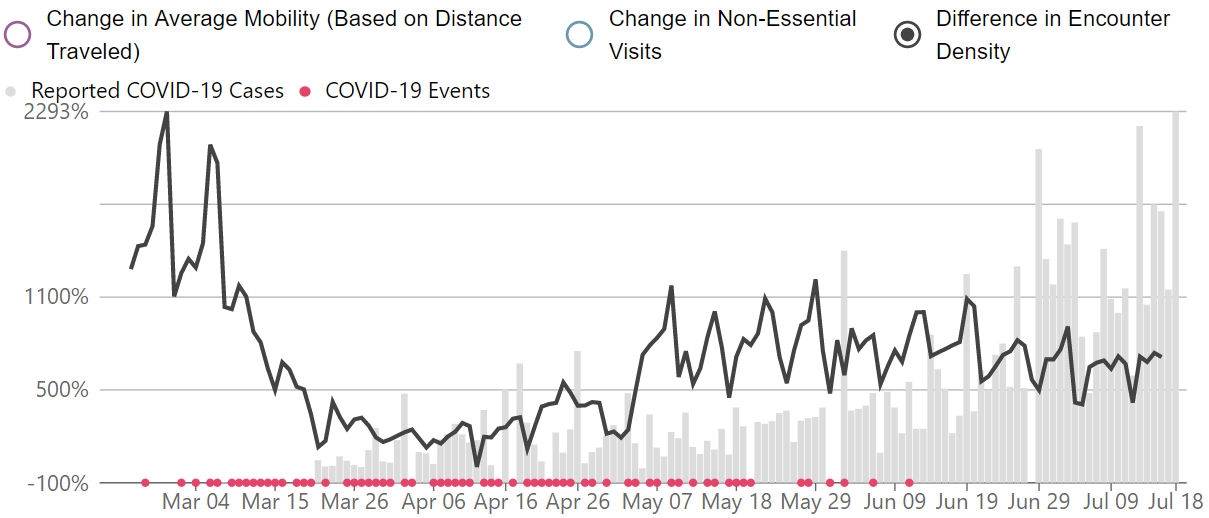 Change in Average Mobility (Based on Distance
Traveled)
Change in Non-Essential
Visits
Difference in Encounter
Density
Reported COVID-19 Cases
COVID-19 Events
2293%
1100%
500%
-100%
Mar 04 Mar 15 Mar 26 Apr 06 Apr 16 Apr 26 May 07 May 18 May 29 Jun 09 Jun 19 Jun 29 Jul 09 Jul 18